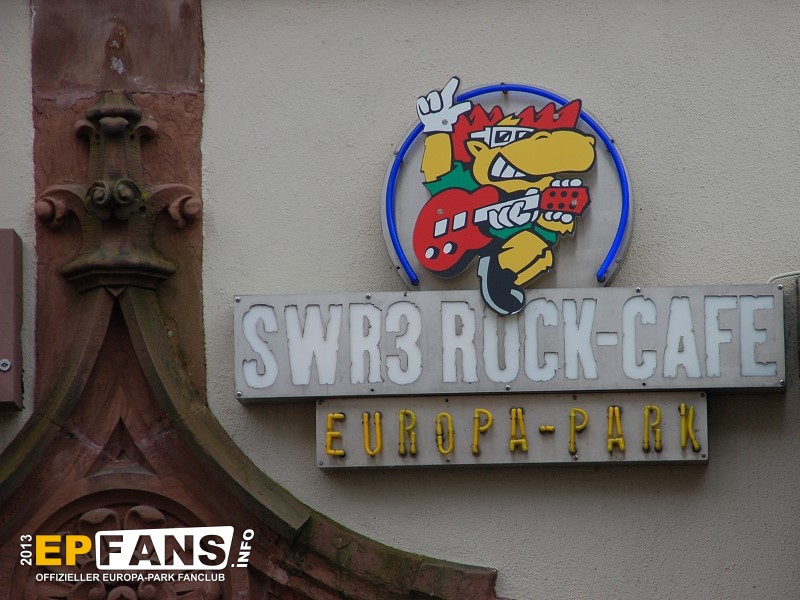 SWR3 ROCK-CAFE
EUROPA-PARK
2013 EPFANS.INFO
OFFIZIELLER EUROPA-PARK FANCLUB